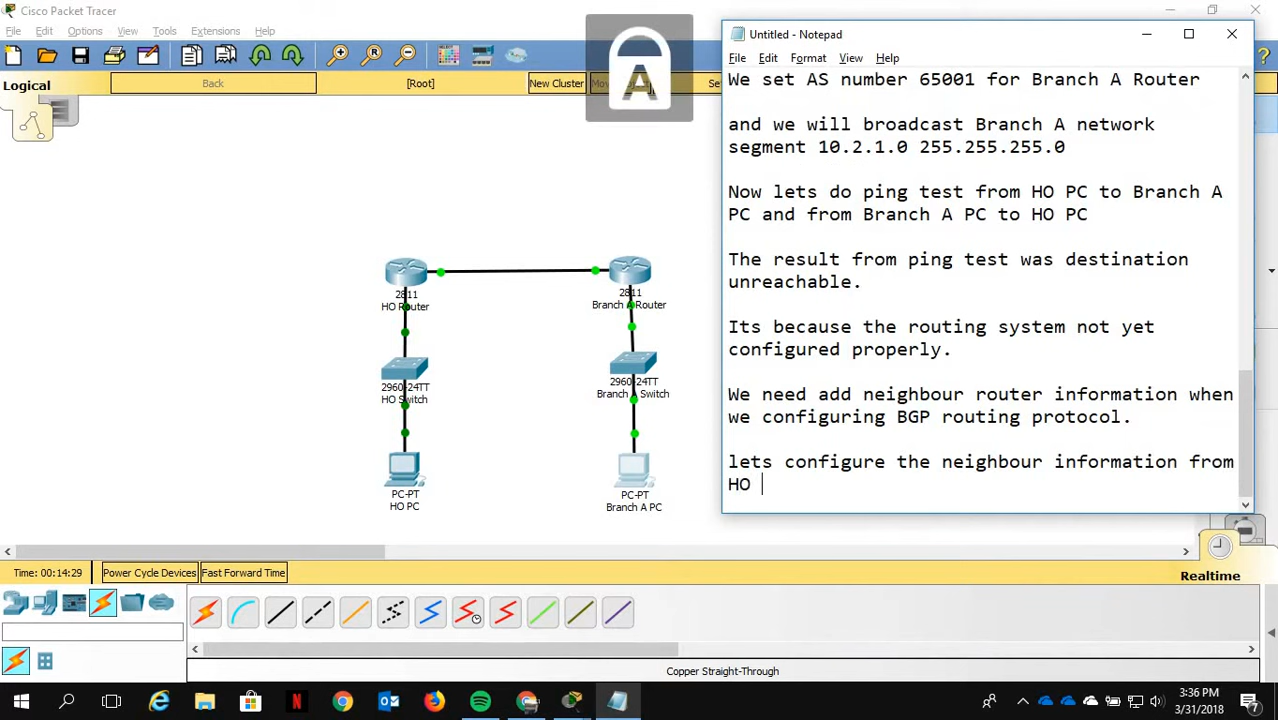 Cisco Packet Tracer
File Edit Options View Tools Extensions Help
Logical
Back
[Root]
New Cluster
Untitled - Notepad
File Edit Format View Help
We set AS number 65001 for Branch A Router
and we will broadcast Branch A network
segment 10.2.1.0 255.255.255.0
Now lets do ping test from HO PC to Branch A
PC and from Branch A PC to HO PC
The result from ping test was destination
unreachable.
Its because the routing system not yet
configured properly.
We need add neighbour router information when
we configuring BGP routing protocol.
lets configure the neighbour information from
HO
A
2811
HO Router
2811
Branch A Router
2960-24TT
HO Switch
2960-24TT
Branch Switch
PC-PT
HO PC
PC-PT
Branch A PC
Time: 00:14:29
Power Cycle Devices
Fast Forward Time
Realtime
Copper Straight-Through
3:36 PM
3/31/2018
7